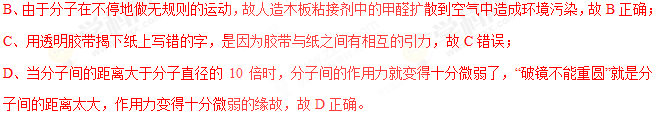 B、由于分子在不停地做无规则的运动，故人造木板粘接剂中的甲醛扩散到空气中造成环境污染，故 B 正确；
C、用透明胶带揭下纸上写错的字，是因为胶带与纸之间有相互的引力，故 C 错误；
D、当分子间的距离大于分子直径的 10 倍时，分子间的作用力就变得十分微弱了，“破镜不能重圆”就是分
子间的距离太大，作用力变得十分微弱的缘故，故 D 正确。